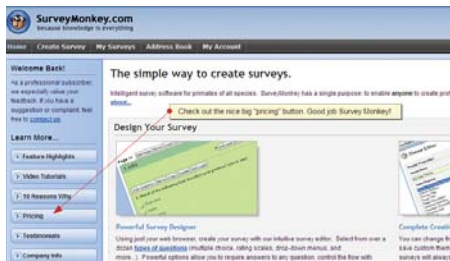 SurveyMonkey.com
because knowledge is everything
Home Create Survey My Surveys Address Book My Account
Welcome Back!
As a professional subscriber,
we especially value your
feedback. If you have a
suggestion or complaint, feel
free to contact us.
Learn More...
Feature Highlights
Video Tutorials
10 Reasons Why
Pricing
Testimonials
Company Info
The simple way to create surveys.
Intelligent survey software for primates of all species. SurveyMonkey has a single purpose: to enable anyone to create
about...
Check out the nice big "pricing" button. Good job Survey Monkey!
Design Your Survey
Powerful Survey Designer
Using just your web browser, create your survey with our intuitive survey editor. Select from over a
dozen types of questions (multiple choice, rating scales, drop-down menus, and
more...). Powerful options allow you to require answers to any question, control the flow with
Complete
You can change
save custom
surveys will